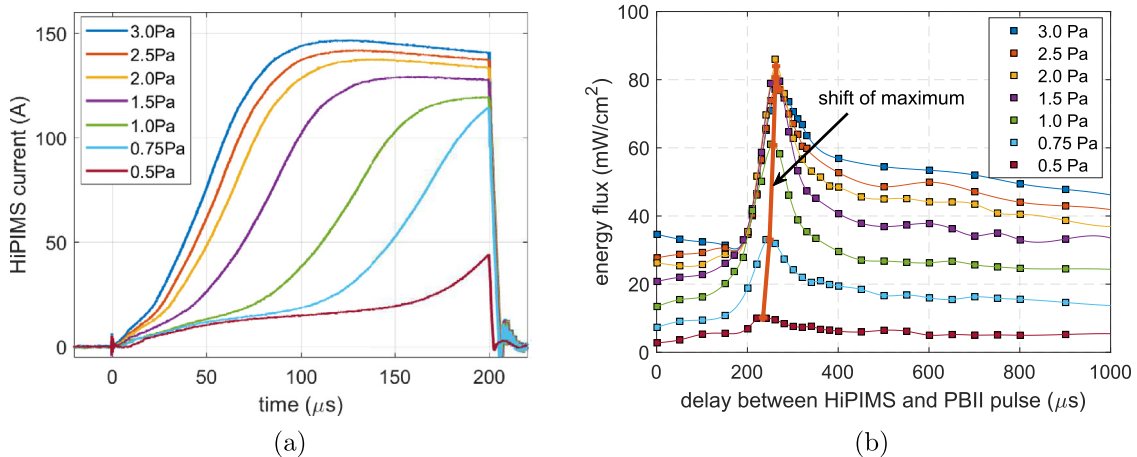 150
100
50
0
HiPIMS current (A)
3.0Pa
2.5Pa
2.0Pa
1.5Pa
1.0Pa
0.75Pa
0.5Pa
0 50 100 150 200
time (μs)
(a)
100
80
60
40
20
0
energy flux (mW/cm²)
3.0 Pa
2.5 Pa
2.0 Pa
1.5 Pa
1.0 Pa
0.75 Pa
0.5 Pa
shift of maximum
0 200 400 600 800 1000
delay between HiPIMS and PBII pulse (μs)
(b)